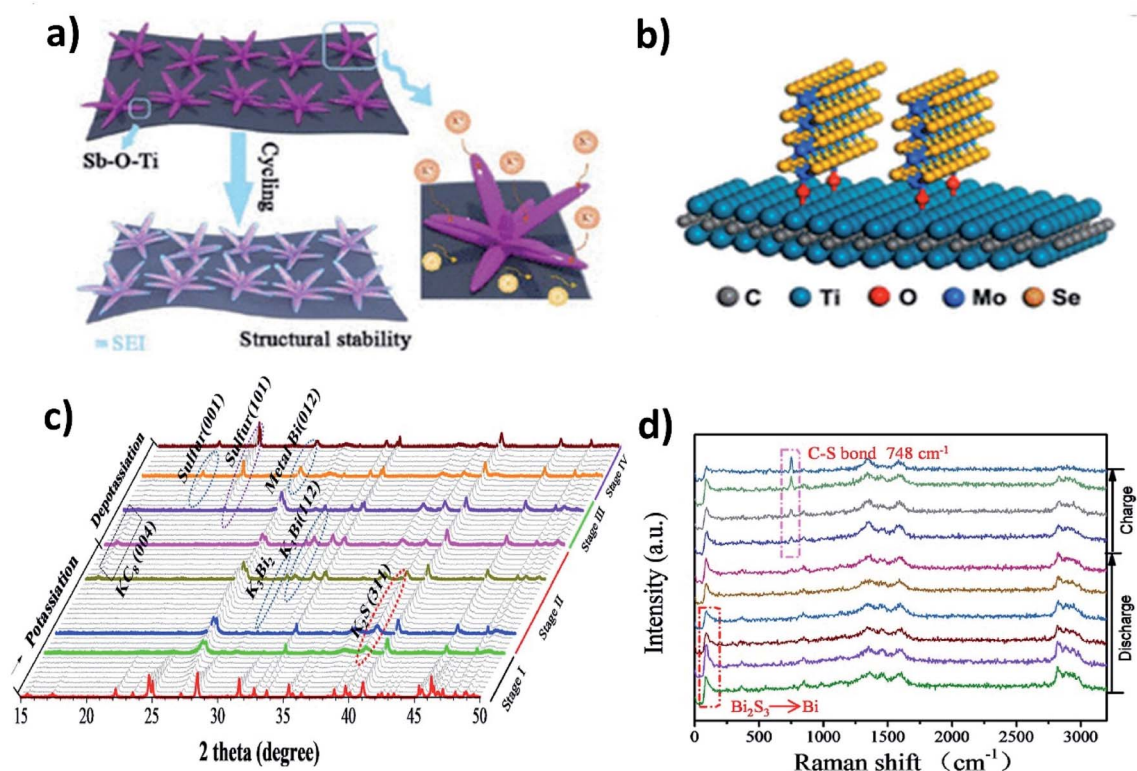 a)
Sb-O-Ti
Cycling
= SEI
Structural stability
K⁺
b)
C Ti O Mo Se
c)
Sulfur(001)
Sulfur(101)
Metal Bi(012)
Depotassiation
KC₈ (004)
Potassiation
K₃Bi(112)
Stage IV
Stage III
Stage II
Stage I
15 20 25 30 35 40 45 50
2 theta (degree)
d)
C-S bond 748 cm⁻¹
Charge
Discharge
Intensity (a.u.)
Bi₂S₃→Bi
0 500 1000 1500 2000 2500 3000
Raman shift (cm⁻¹)